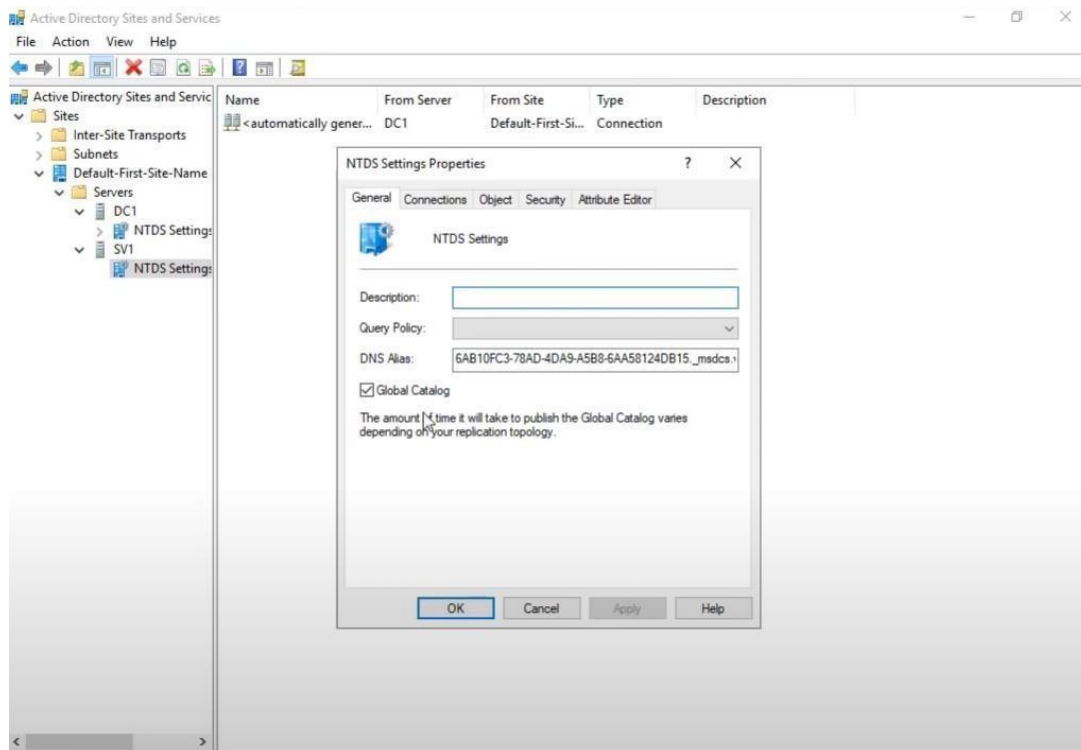 Active Directory Sites and Services
File Action View Help
Active Directory Sites and Servic
Sites
Inter-Site Transports
Subnets
Default-First-Site-Name
Servers
DC1
NTDS Settings
SV1
NTDS Settings
Name From Server From Site Type Description
<automatically gener... DC1 Default-First-Si... Connection
NTDS Settings Properties
General Connections Object Security Attribute Editor
NTDS Settings
Description:
Query Policy:
DNS Alias: 6AB10FC3-78AD-4DA9-A5B8-6AA58124DB15._msdcs.
Global Catalog
The amount of time it will take to publish the Global Catalog varies
depending on your replication topology.
OK Cancel Apply Help